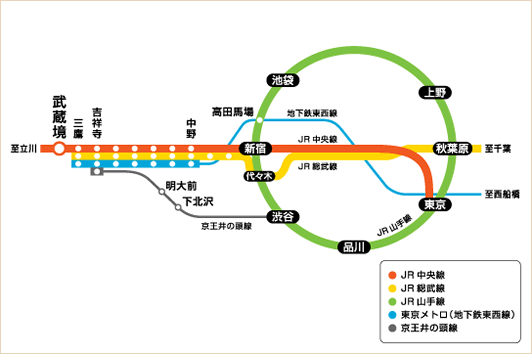 池袋
上野
高田馬場
地下鉄東西線
武蔵境
三鷹
吉祥寺
中野
至立川
新宿
JR 中央線
秋葉原
至千葉
代々木
JR 総武線
明大前
下北沢
至西船橋
東京
渋谷
京王井の頭線
JR 山手線
品川
JR 中央線
JR 総武線
JR 山手線
東京メトロ(地下鉄東西線)
京王井の頭線